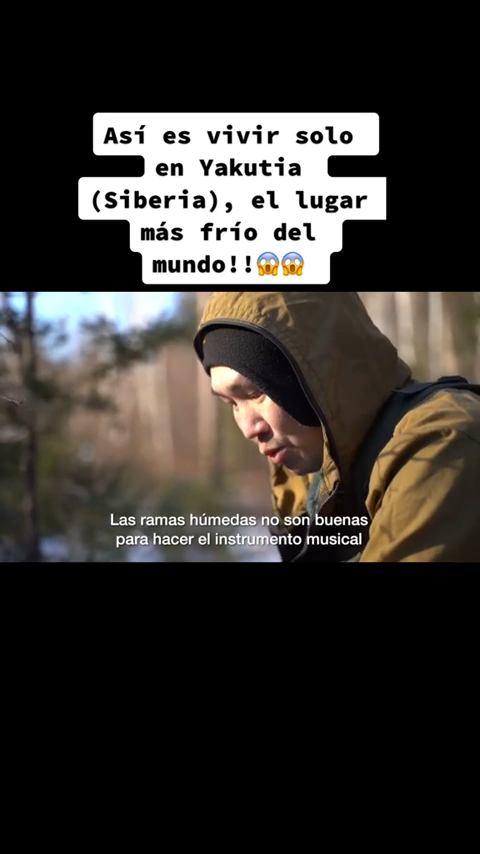 Así es vivir solo
en Yakutia
(Siberia), el lugar
más frío del
mundo!!😱😱
Las ramas húmedas no son buenas
para hacer el instrumento musical